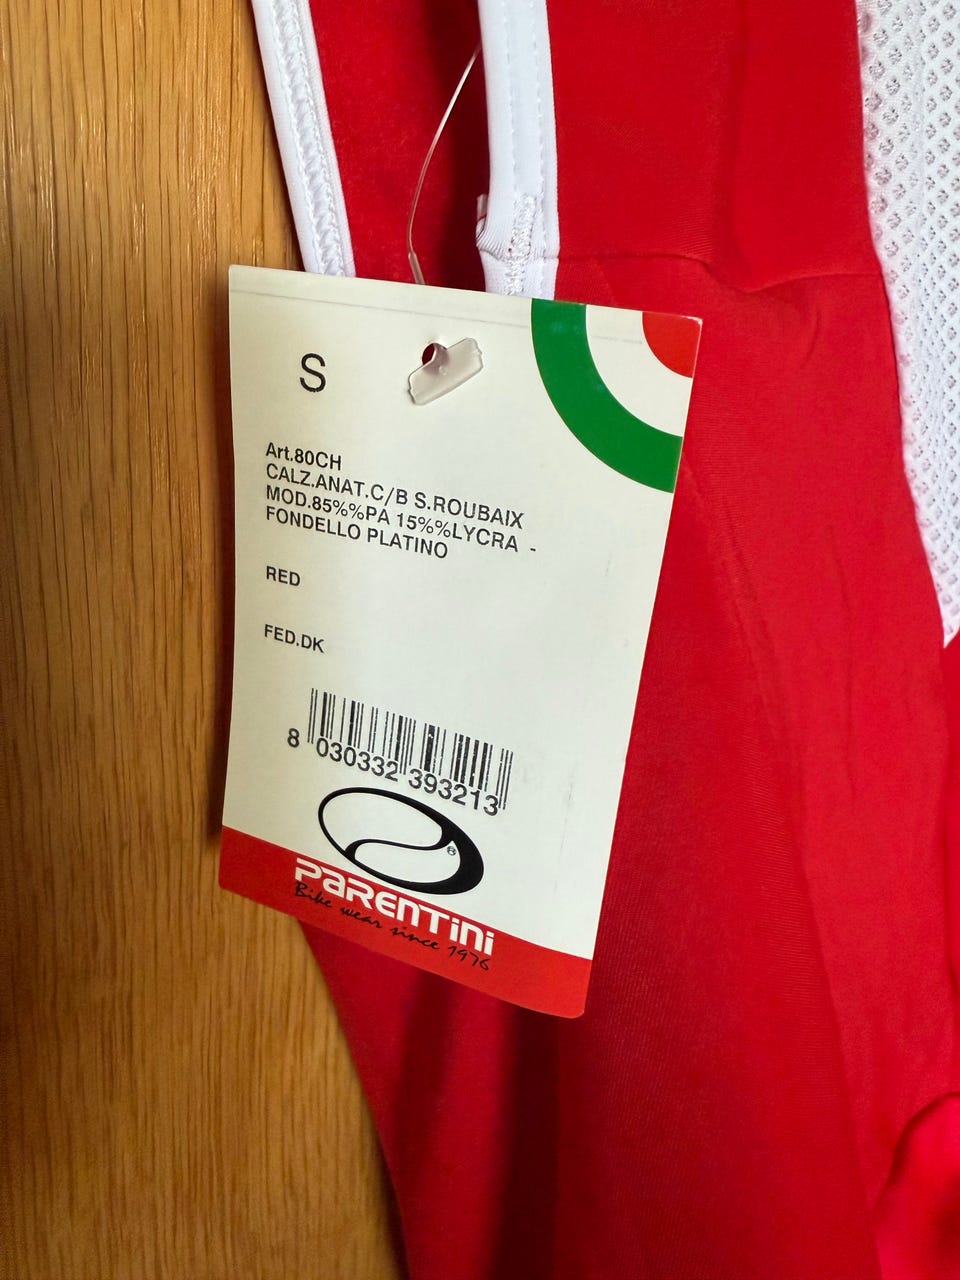 S
Art.80CH
CALZ.ANAT.C/B S.ROUBAIX
MOD.85%%PA 15%%LYCRA -
FONDELLO PLATINO
RED
FED.DK
8 030332 393213
®
PARENTINI
Bike wear since 1976